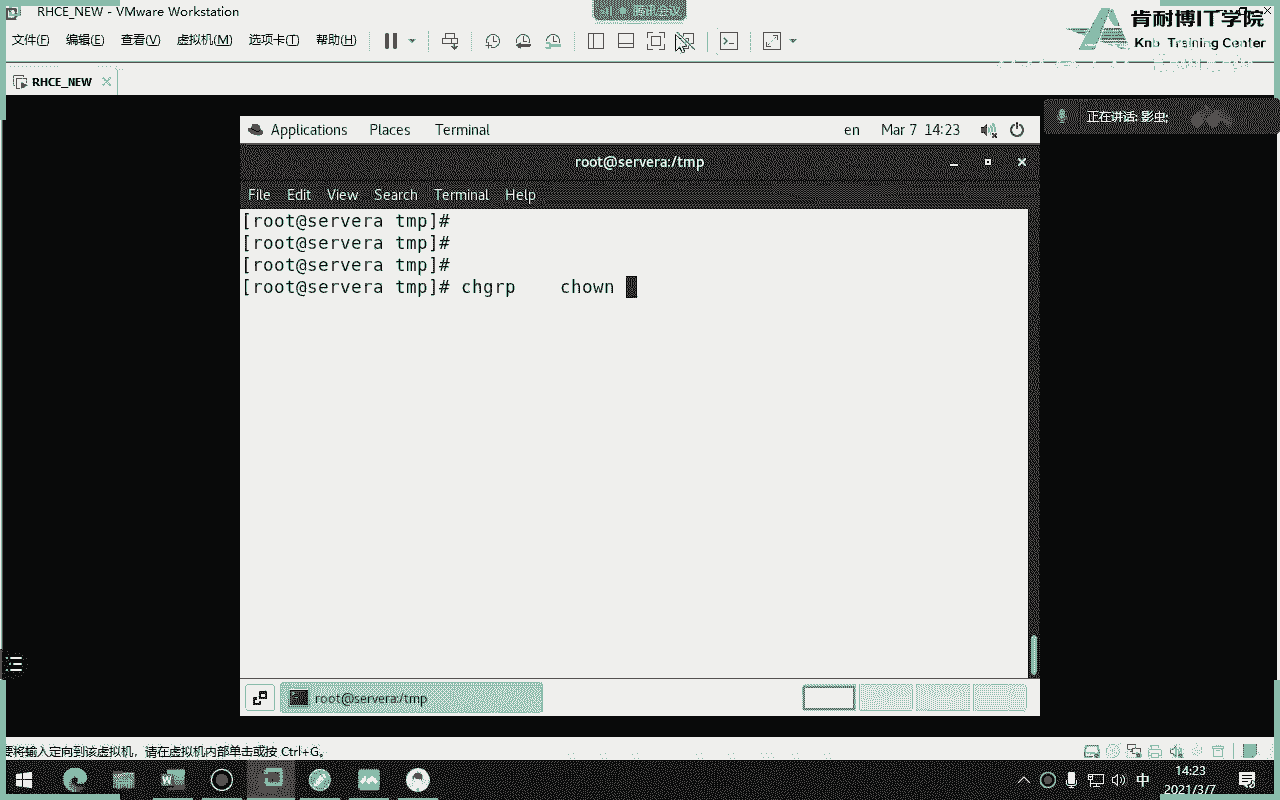 RHCE_NEW - VMware Workstation
腾讯会议
肯耐博IT学院
Knb Training Center
文件(F) 编辑(E) 查看(V) 虚拟机(M) 选项卡(T) 帮助(H)
RHCE_NEW
正在讲话: 影虫;
Applications Places Terminal en Mar 7 14:23
root@servera:/tmp
File Edit View Search Terminal Help
[root@servera tmp]#
[root@servera tmp]#
[root@servera tmp]#
[root@servera tmp]# chgrp chown
root@servera:/tmp
要将输入定向到该虚拟机，请在虚拟机内部单击或按 Ctrl+G。
中
14:23
2021/3/7